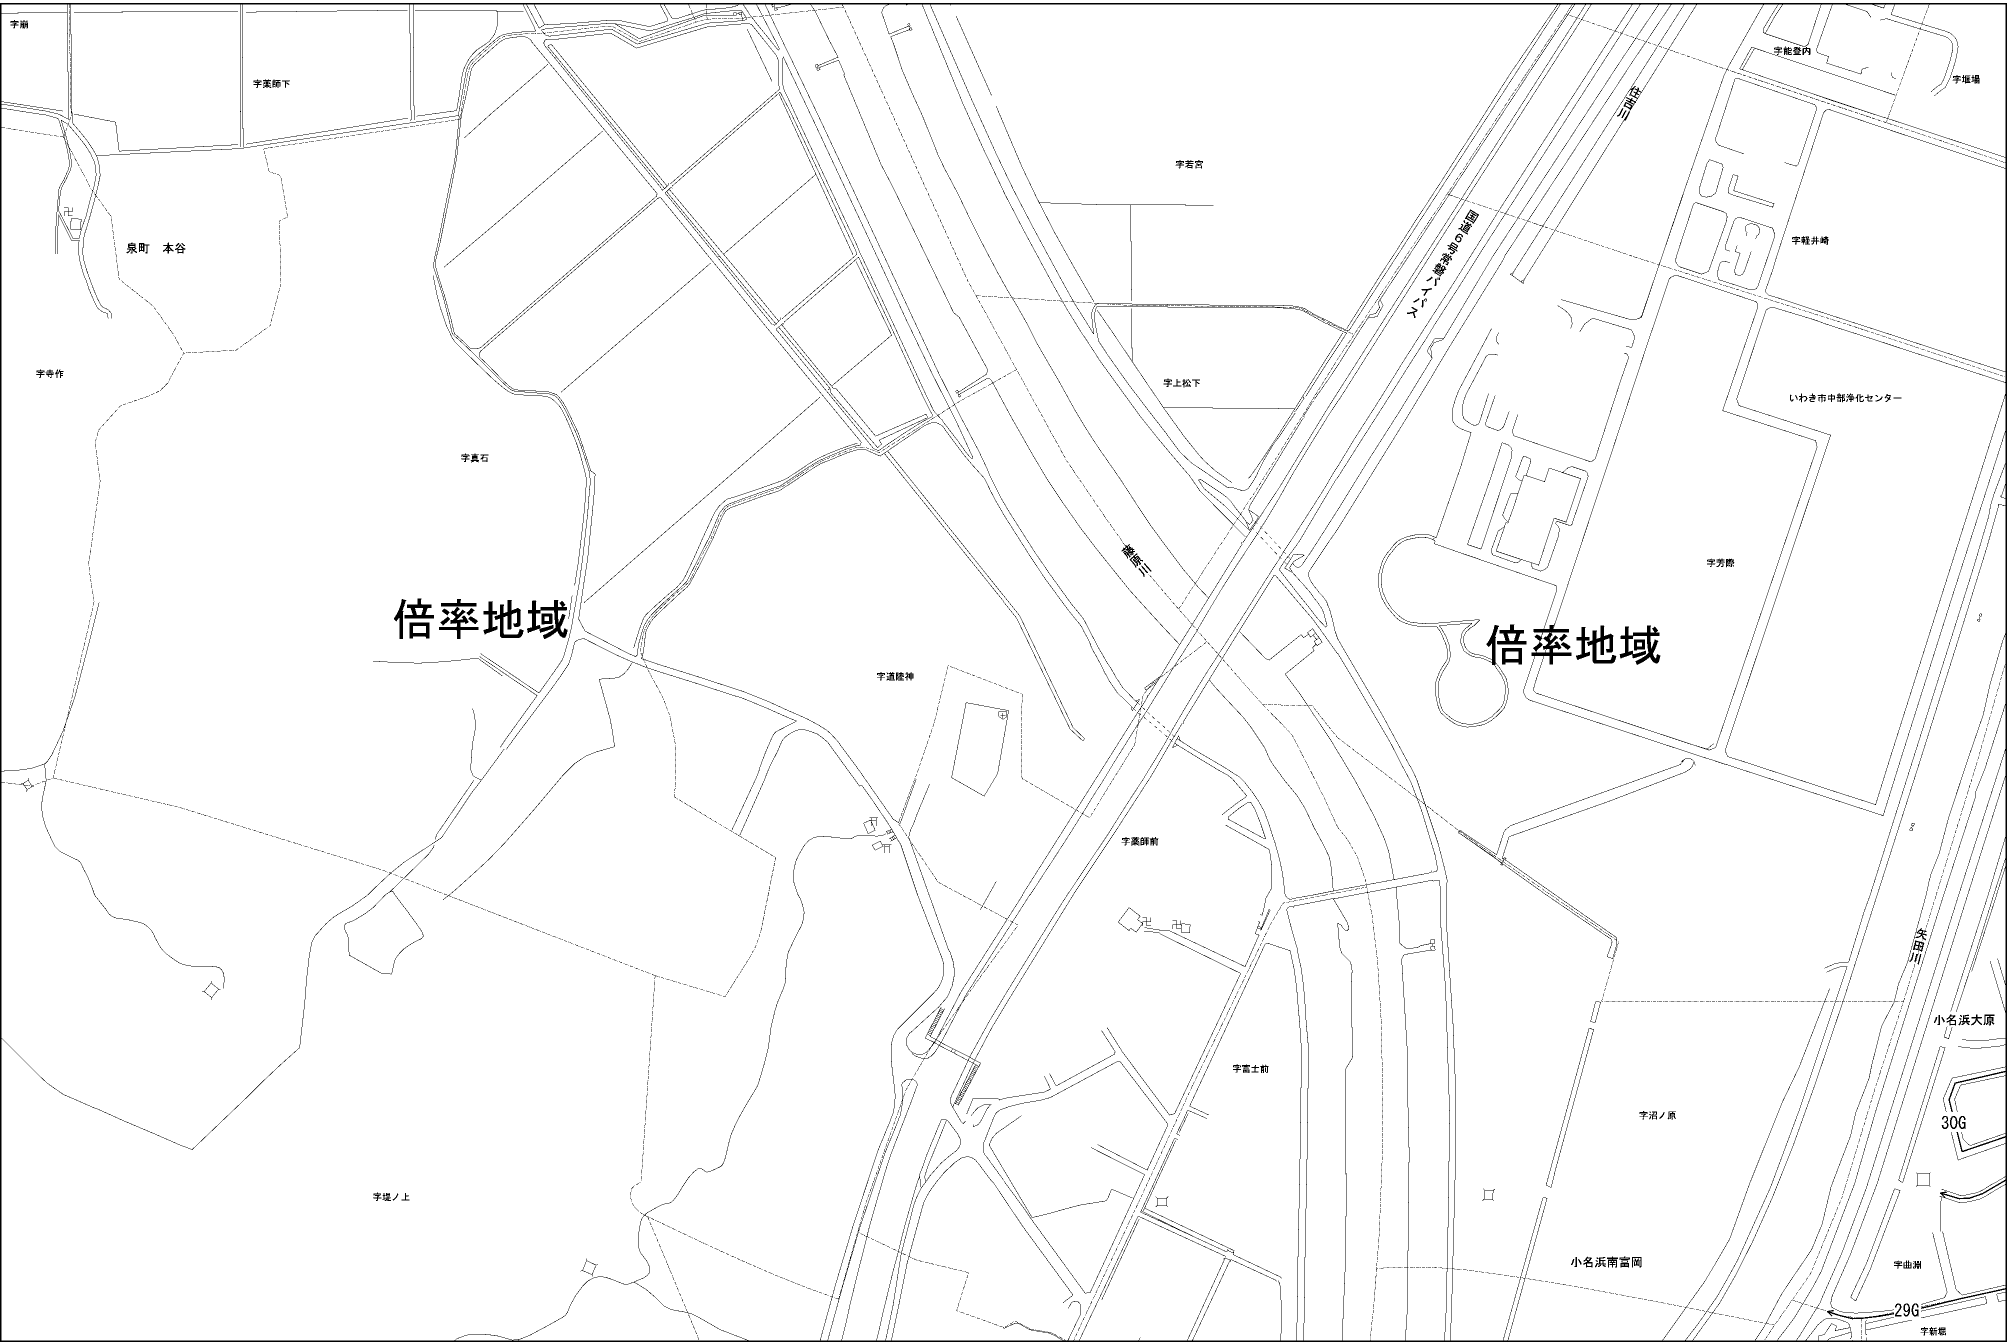 字崩
字薬師下
字能登内
字堰場
住吉川
字若宮
国道6号常磐バイパス
泉町　本谷
字軽井崎
字寺作
字上松下
いわき市中部浄化センター
字真石
藤原川
字芳際
倍率地域
倍率地域
字道陸神
字薬師前
矢田川
小名浜大原
字富士前
字沼ノ原
30G
字堤ノ上
小名浜南富岡
字曲淵
29G
字新堀